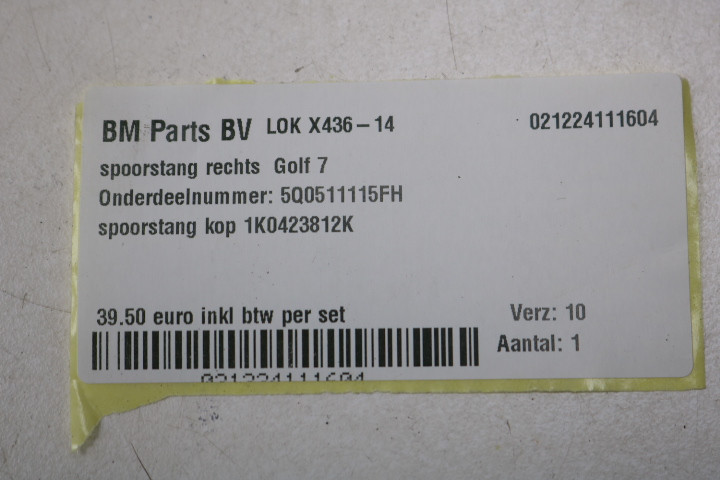 BM Parts BV LOK X436-14 021224111604
spoorstang rechts Golf 7
Onderdeelnummer: 5Q0511115FH
spoorstang kop 1K0423812K
39.50 euro inkl btw per set Verz: 10
Aantal: 1
021224111604